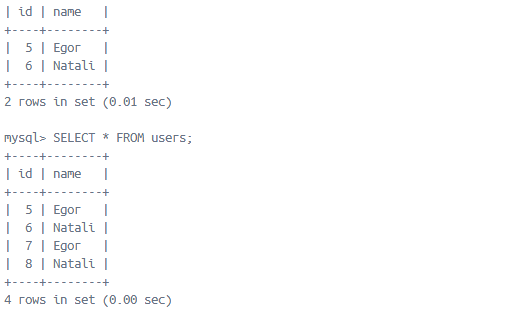 | id | name   |
+----+--------+
|  5 | Egor   |
|  6 | Natali |
+----+--------+
2 rows in set (0.01 sec)

mysql> SELECT * FROM users;
+----+--------+
| id | name   |
+----+--------+
|  5 | Egor   |
|  6 | Natali |
|  7 | Egor   |
|  8 | Natali |
+----+--------+
4 rows in set (0.00 sec)